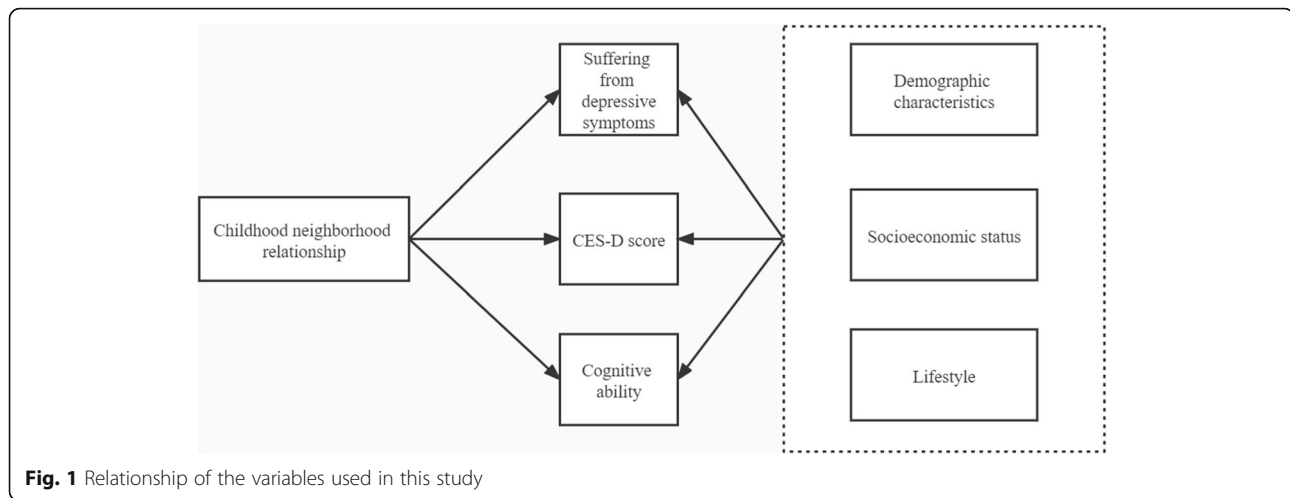 Suffering
from
depressive
symptoms
Demographic
characteristics
Childhood neighborhood
relationship
CES-D score
Socioeconomic status
Cognitive
ability
Lifestyle
Fig. 1 Relationship of the variables used in this study